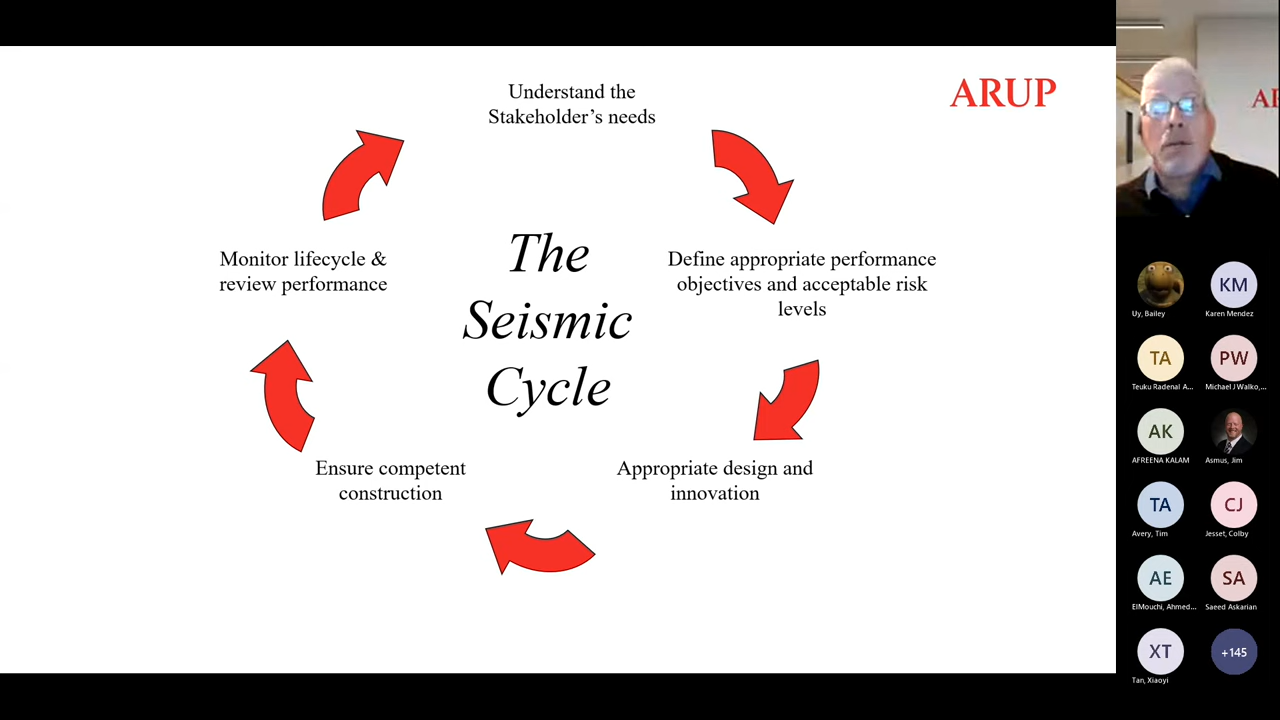 Understand the
Stakeholder's needs
ARUP
Monitor lifecycle &
review performance
The
Seismic
Cycle
Define appropriate performance
objectives and acceptable risk
levels
Ensure competent
construction
Appropriate design and
innovation
Uy, Bailey
KM
Karen Mendez
TA
Teuku Radenal A...
PW
Michael J Walko,...
AK
AFREENA KALAM
Asmus, Jim
TA
Avery, Tim
CJ
Jesset, Colby
AE
ElMouchi, Ahmed...
SA
Saeed Askarian
XT
Tan, Xiaoyi
+145